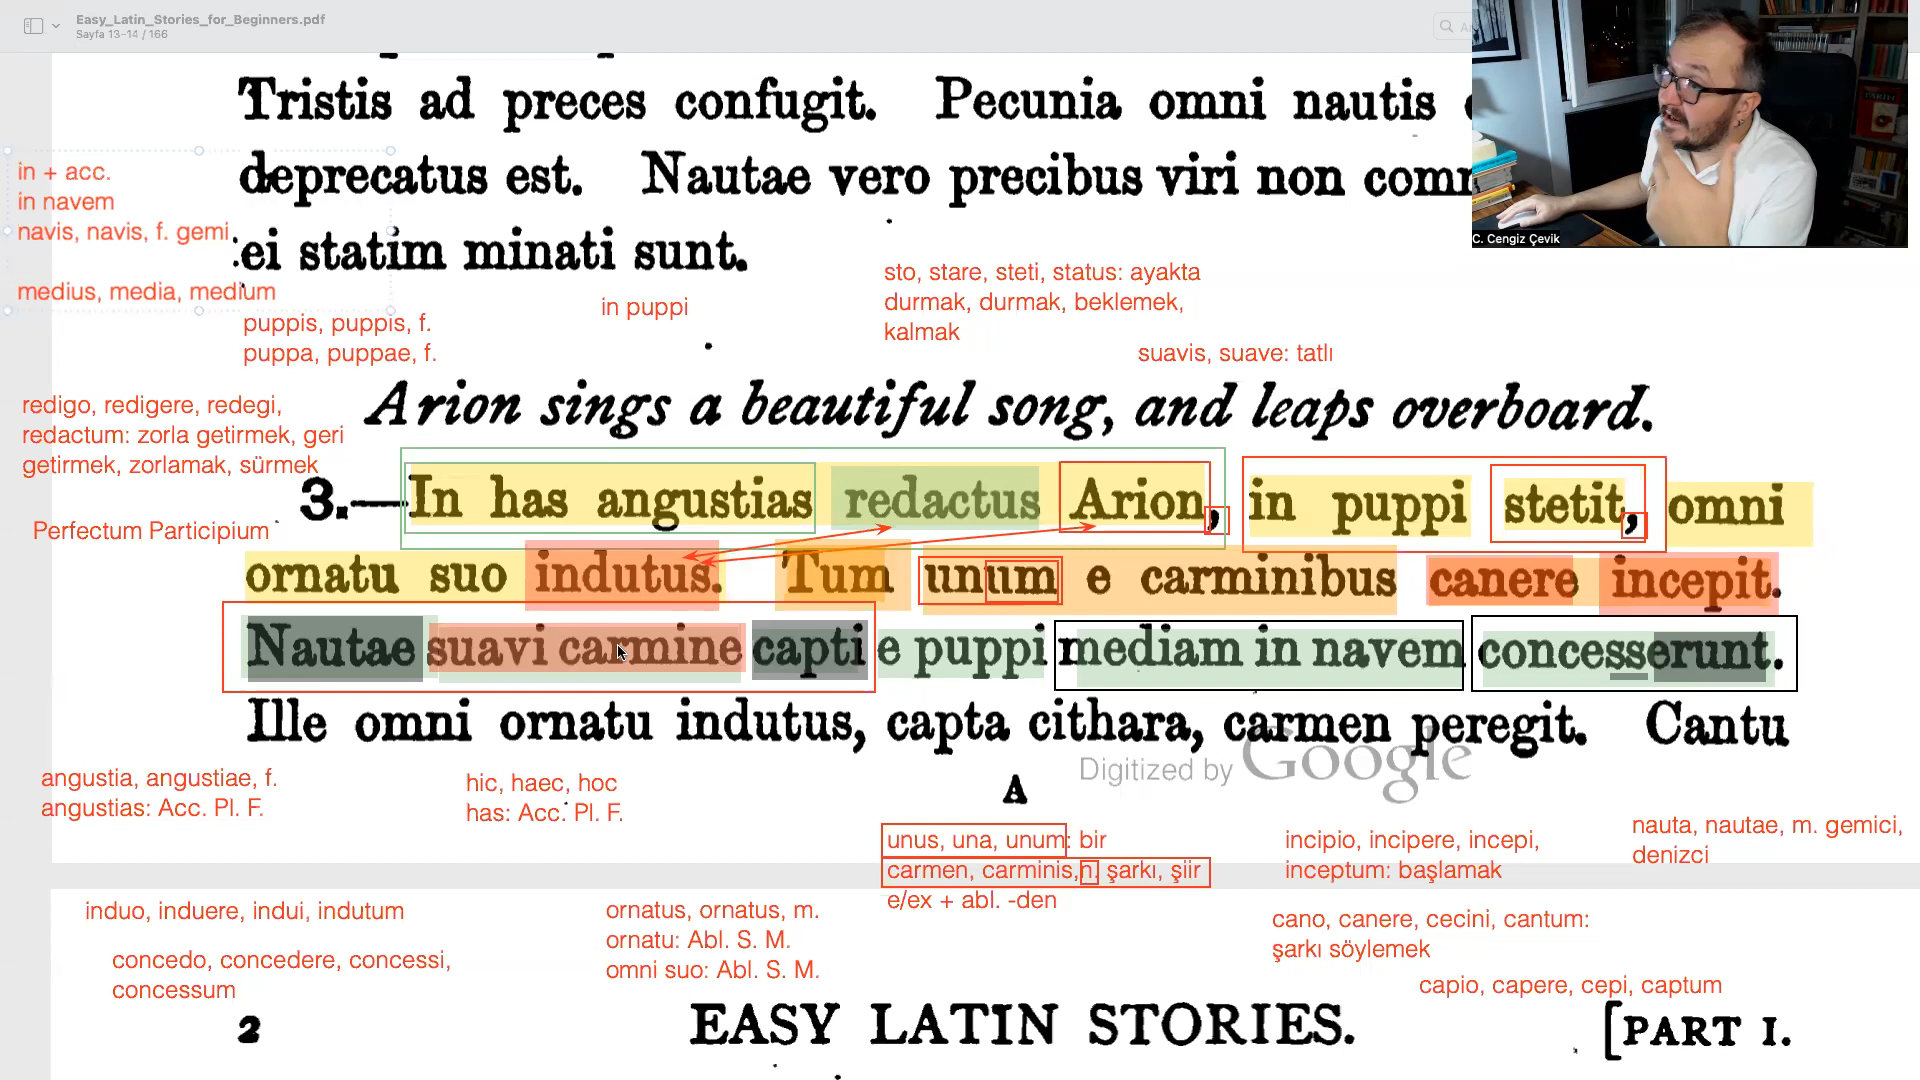 Easy_Latin_Stories_for_Beginners.pdf
Sayfa 13–14 / 166
Tristis ad preces confugit. Pecunia omni nautis
deprecatus est. Nautae vero precibus viri non
ei statim minati sunt.
in + acc.
in navem
navis, navis, f. gemi
medius, media, medium
puppis, puppis, f.
puppa, puppae, f.
in puppi
sto, stare, steti, status: ayakta
durmak, durmak, beklemek,
kalmak
suavis, suave: tatlı
C. Cengiz Çevik
redigo, redigere, redegi,
redactum: zorla getirmek, geri
getirmek, zorlamak, sürmek
Perfectum Participium
Arion sings a beautiful song, and leaps overboard.
3.—In has angustias redactus Arion, in puppi stetit, omni
ornatu suo indutus. Tum unum e carminibus canere incepit.
Nautae suavi carmine capti e puppi mediam in navem concesserunt.
Ille omni ornatu indutus, capta cithara, carmen peregit. Cantu
Digitized by Google
A
angustia, angustiae, f.
angustias: Acc. Pl. F.
hic, haec, hoc
has: Acc. Pl. F.
unus, una, unum: bir
carmen, carminis,n. şarkı, şiir
e/ex + abl. -den
incipio, incipere, incepi,
inceptum: başlamak
nauta, nautae, m. gemici,
denizci
induo, induere, indui, indutum
concedo, concedere, concessi,
concessum
ornatus, ornatus, m.
ornatu: Abl. S. M.
omni suo: Abl. S. M.
cano, canere, cecini, cantum:
şarkı söylemek
capio, capere, cepi, captum
2 EASY LATIN STORIES. [PART I.